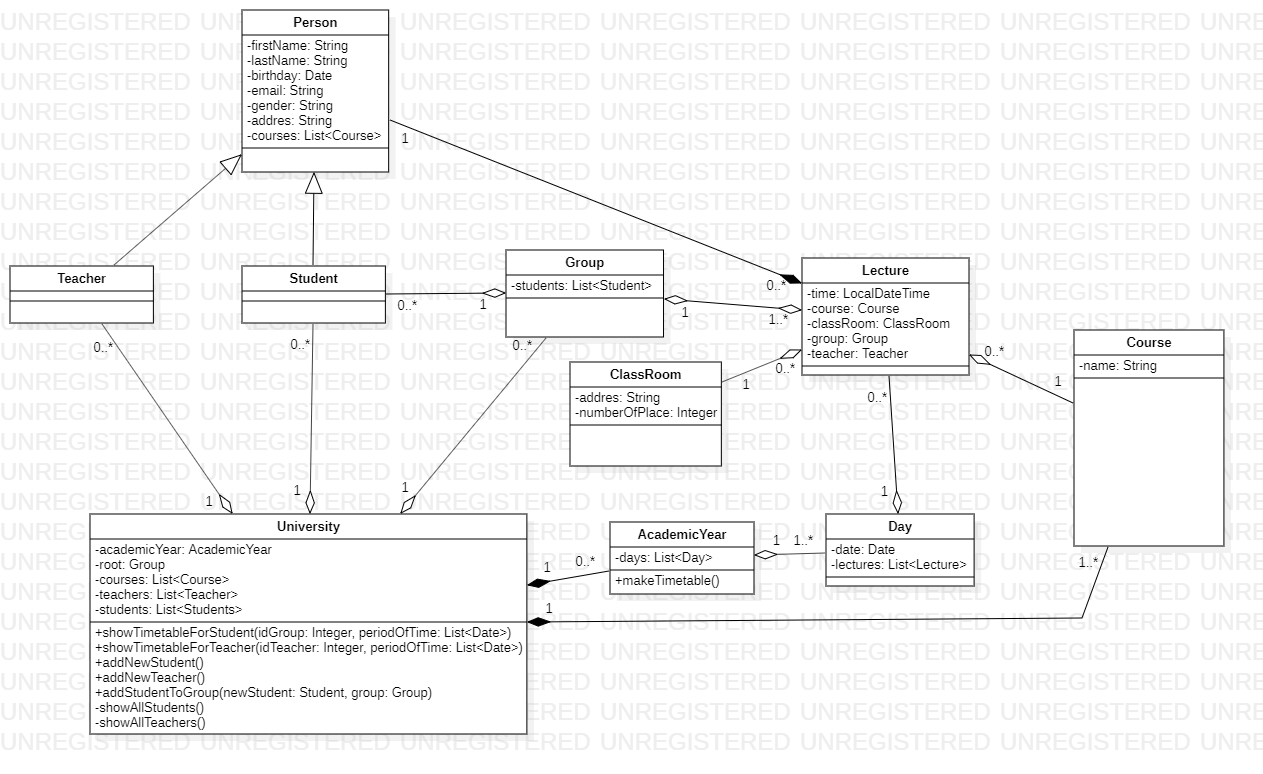 Person
-firstName: String
-lastName: String
-birthday: Date
-email: String
-gender: String
-addres: String
-courses: List<Course>
1
0..*
Teacher
Student
Group
-students: List<Student>
0..*
1
1
1..*
Lecture
-time: LocalDateTime
-course: Course
-classRoom: ClassRoom
-group: Group
-teacher: Teacher
0..*
1
Course
-name: String
ClassRoom
-addres: String
-numberOfPlace: Integer
1
0..*
0..*
0..*
0..*
0..*
1
1
1
1
University
-academicYear: AcademicYear
-root: Group
-courses: List<Course>
-teachers: List<Teacher>
-students: List<Students>
+showTimetableForStudent(idGroup: Integer, periodOfTime: List<Date>)
+showTimetableForTeacher(idTeacher: Integer, periodOfTime: List<Date>)
+addNewStudent()
+addNewTeacher()
+addStudentToGroup(newStudent: Student, group: Group)
-showAllStudents()
-showAllTeachers()
1
0..*
AcademicYear
-days: List<Day>
+makeTimetable()
1
1..*
Day
-date: Date
-lectures: List<Lecture>
1..*
1
UNREGISTERED UNREGISTERED UNREGISTERED UNREGISTERED UNREGISTERED UNREGISTERED